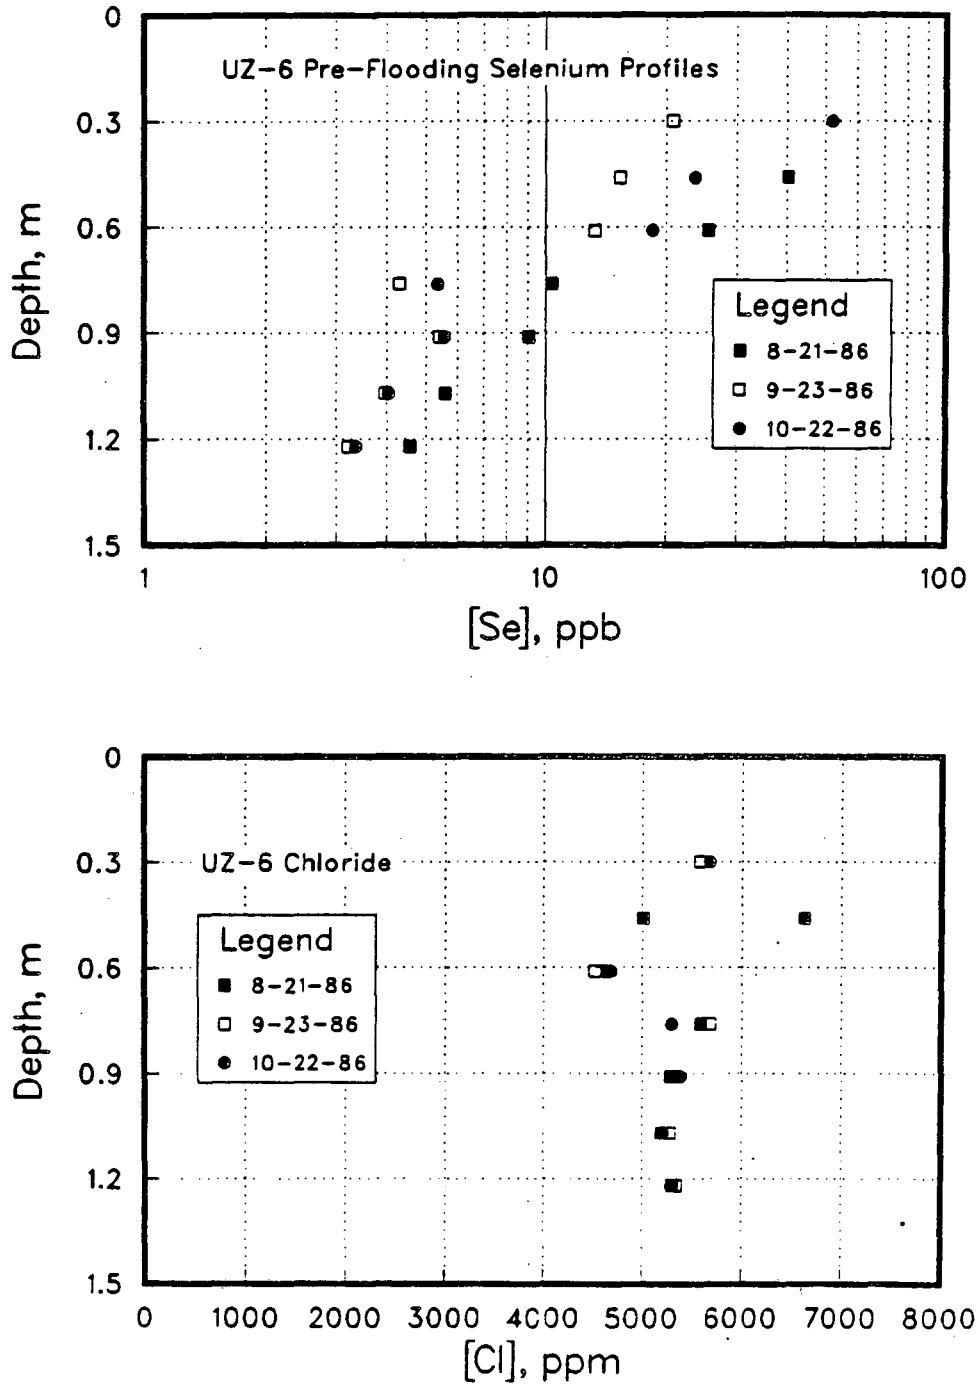 0
UZ-6 Pre-Flooding Selenium Profiles
0.3
0.6
0.9
1.2
1.5
Depth, m
Legend
8-21-86
9-23-86
10-22-86
1 10 100
[Se], ppb
0
UZ-6 Chloride
0.3
0.6
0.9
1.2
1.5
Depth, m
Legend
8-21-86
9-23-86
10-22-86
0 1000 2000 3000 4000 5000 6000 7000 8000
[Cl], ppm